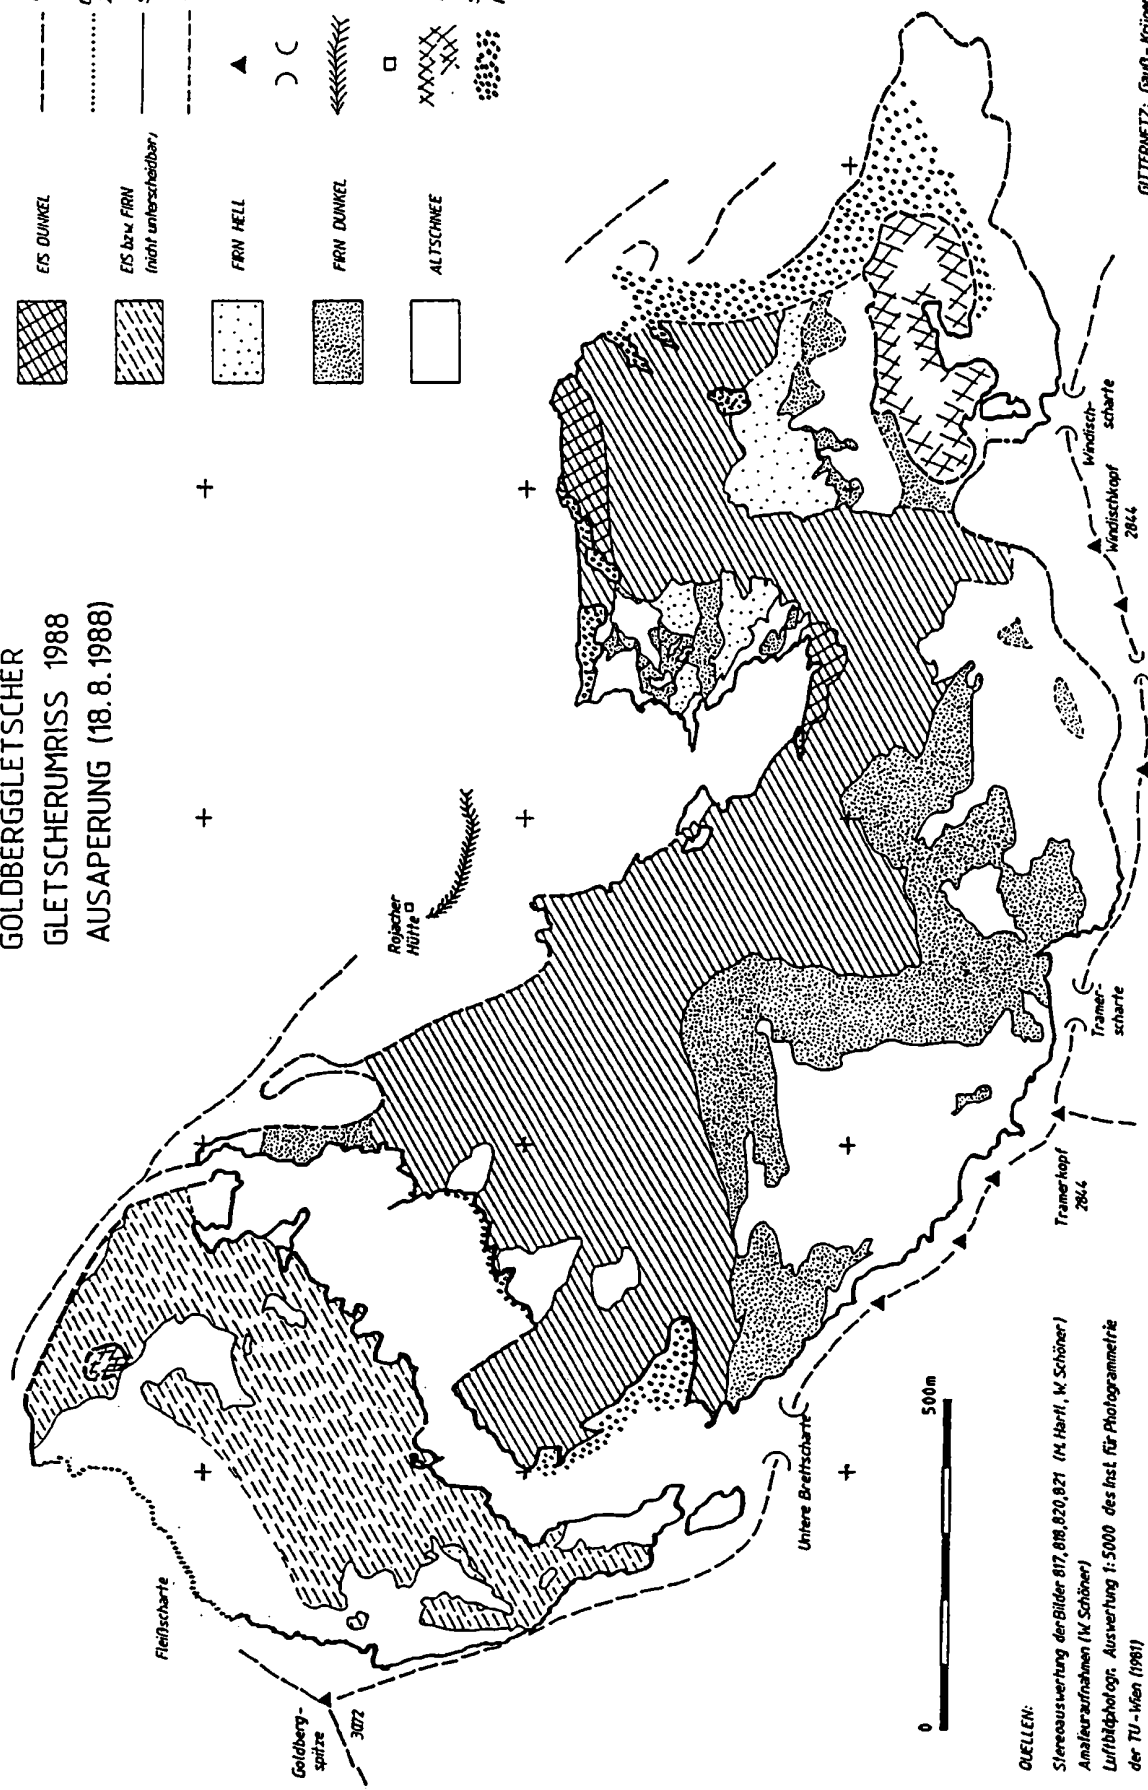 GOLDBERGGLETSCHER
GLETSCHERUMRISS 1988
AUSAPERUNG (18. 8. 1988)
EIS DUNKEL
EIS bzw. FIRN
(nicht unterscheidbar)
FIRN HELL
FIRN DUNKEL
ALTSCHNEE
Goldberg-
spitze
3072
Fleißscharte
Rojacher
Hütte
Untere Brettscharte
Tramerkopf
2844
Tramer-
scharte
Windischkopf
2844
Windisch-
scharte
0
500m
QUELLEN:
Stereoauswertung der Bilder 817, 818, 820, 821 (M. Hartl, W. Schöner)
Amateuraufnahmen (W. Schöner)
Luftbildphotogr. Auswertung 1:5000 des Inst. für Photogrammetrie
der TU-Wien (1981)
GITTERNETZ: Gauß-Krüger